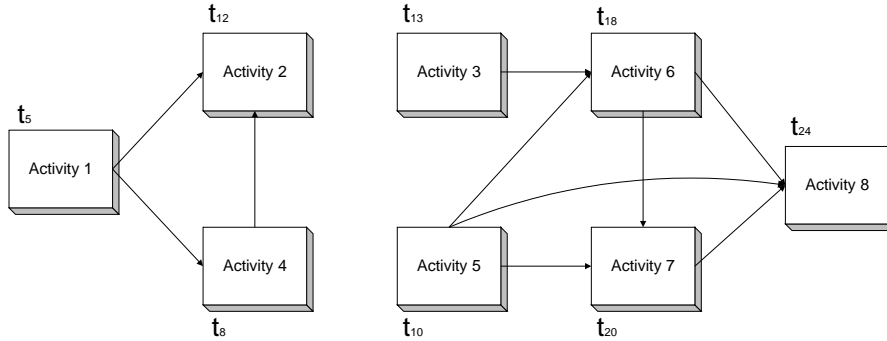 t12
t13
t18
Activity 2
Activity 3
Activity 6
t5
t24
Activity 1
Activity 8
Activity 4
Activity 5
Activity 7
t8
t10
t20